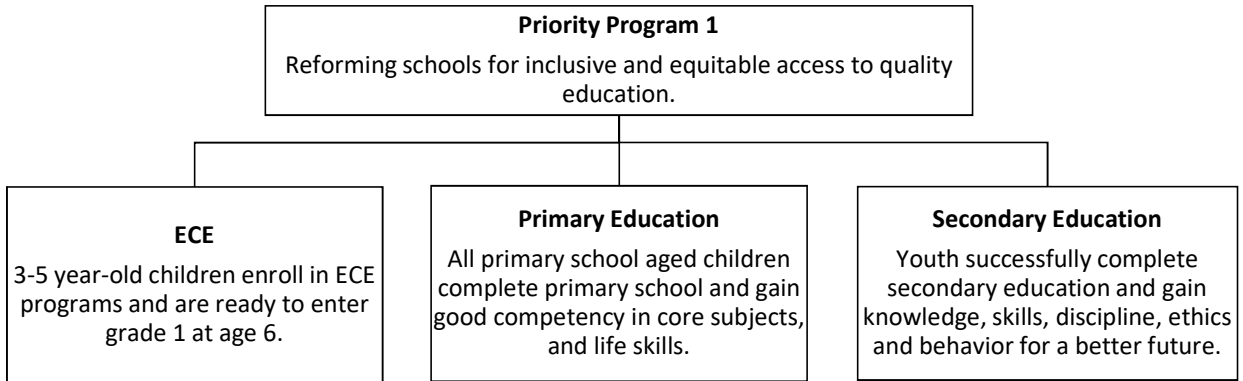 Priority Program 1
Reforming schools for inclusive and equitable access to quality
education.
ECE
3-5 year-old children enroll in ECE
programs and are ready to enter
grade 1 at age 6.
Primary Education
All primary school aged children
complete primary school and gain
good competency in core subjects,
and life skills.
Secondary Education
Youth successfully complete
secondary education and gain
knowledge, skills, discipline, ethics
and behavior for a better future.